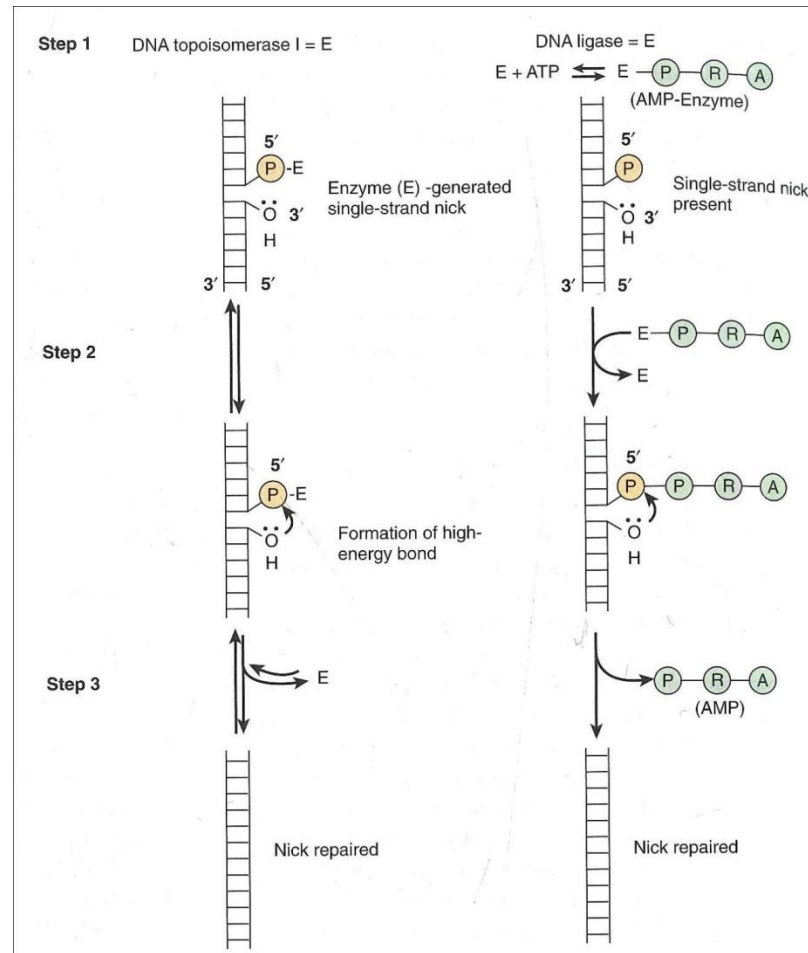 Step 1
DNA topoisomerase I = E
DNA ligase = E
E + ATP ⇌ E P R A
(AMP-Enzyme)
5′
P -E
Enzyme (E) -generated
single-strand nick
O 3′
H
3′ 5′
5′
P
Single-strand nick
present
O 3′
H
3′ 5′
Step 2
E P R A
E
5′
P -E
Formation of high-
energy bond
O
H
5′
P P R A
O
H
Step 3
E
P R A
(AMP)
Nick repaired
Nick repaired